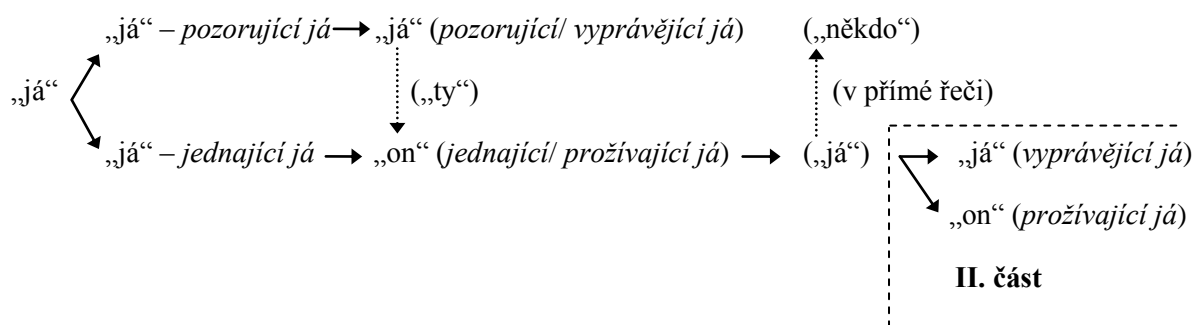 „já“ – pozorující já „já“ (pozorující/ vyprávějící já) („někdo“)
„já“ („ty“) (v přímé řeči)
„já“ – jednající já „on“ (jednající/ prožívající já) („já“) „já“ (vyprávějící já)
„on“ (prožívající já)
II. část